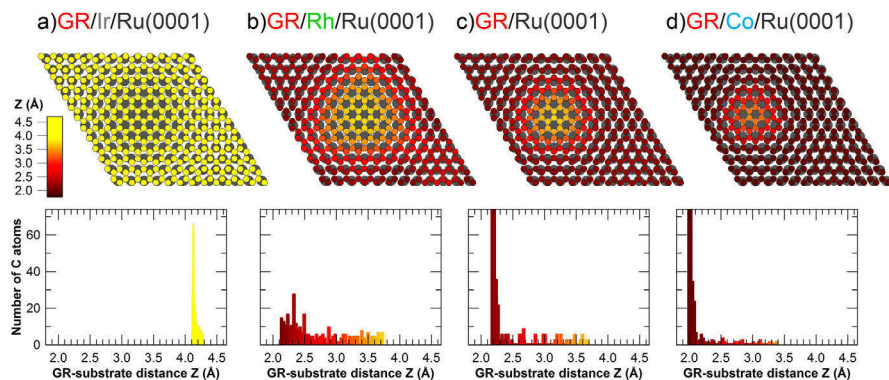 a)GR/Ir/Ru(0001)
b)GR/Rh/Ru(0001)
c)GR/Ru(0001)
d)GR/Co/Ru(0001)
Z (Å)
4.5
4.0
3.5
3.0
2.5
2.0
Number of C atoms
60
40
20
0
2.0 2.5 3.0 3.5 4.0 4.5
2.0 2.5 3.0 3.5 4.0 4.5
2.0 2.5 3.0 3.5 4.0 4.5
2.0 2.5 3.0 3.5 4.0 4.5
GR-substrate distance Z (Å)
GR-substrate distance Z (Å)
GR-substrate distance Z (Å)
GR-substrate distance Z (Å)